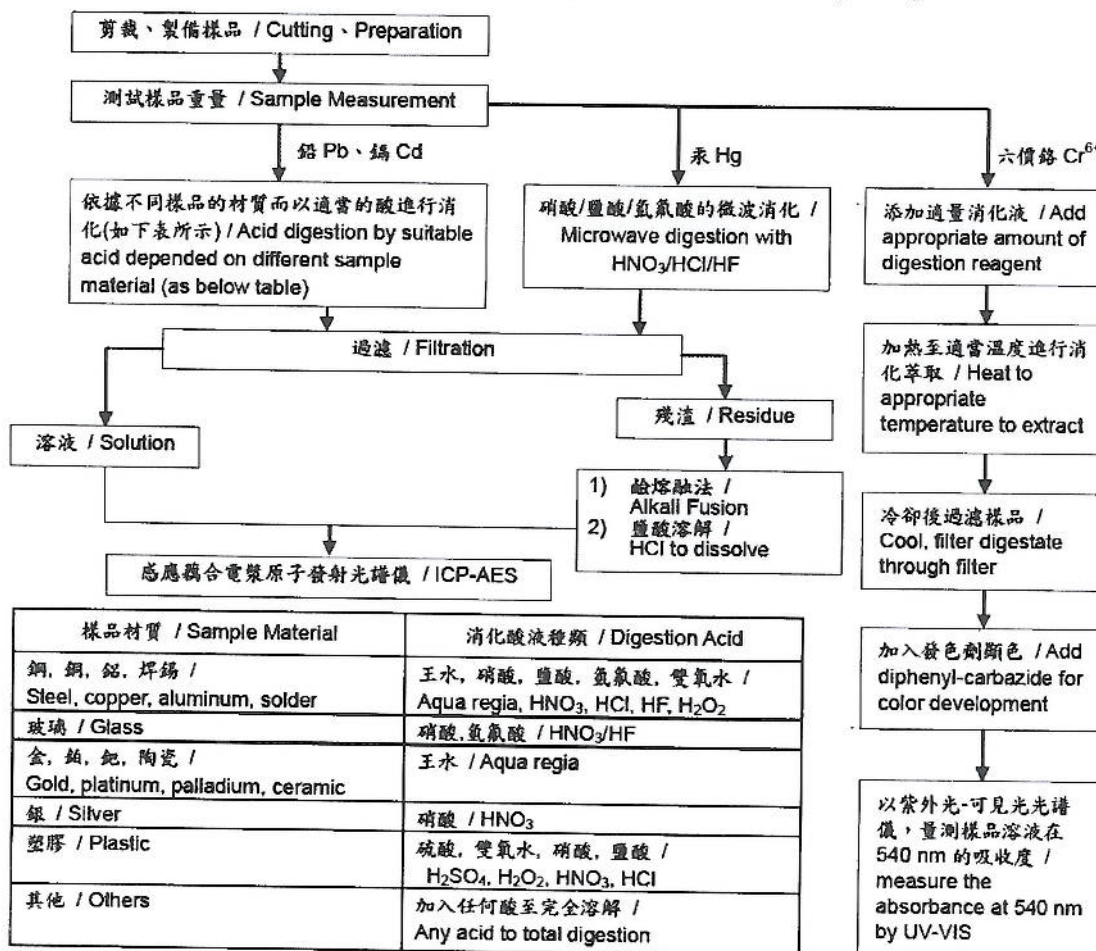 剪裁、製備樣品 / Cutting、Preparation
測試樣品重量 / Sample Measurement
鉛 Pb、鎘 Cd
汞 Hg
六價鉻 Cr6+
依據不同樣品的材質而以適當的酸進行消
化(如下表所示) / Acid digestion by suitable
acid depended on different sample
material (as below table)
硝酸/鹽酸/氫氟酸的微波消化 /
Microwave digestion with
HNO3/HCl/HF
添加適量消化液 / Add
appropriate amount of
digestion reagent
過濾 / Filtration
加熱至適當溫度進行消
化萃取 / Heat to
appropriate
temperature to extract
溶液 / Solution
殘渣 / Residue
1) 鹼熔融法 /
Alkali Fusion
2) 鹽酸溶解 /
HCl to dissolve
冷卻後過濾樣品 /
Cool, filter digestate
through filter
感應耦合電漿原子發射光譜儀 / ICP-AES
樣品材質 / Sample Material
消化酸液種類 / Digestion Acid
鋼, 銅, 鋁, 焊錫 /
Steel, copper, aluminum, solder
王水, 硝酸, 鹽酸, 氫氟酸, 雙氧水 /
Aqua regia, HNO3, HCl, HF, H2O2
玻璃 / Glass
硝酸,氫氟酸 / HNO3/HF
金, 鉑, 鈀, 陶瓷 /
Gold, platinum, palladium, ceramic
王水 / Aqua regia
銀 / Silver
硝酸 / HNO3
塑膠 / Plastic
硫酸, 雙氧水, 硝酸, 鹽酸 /
H2SO4, H2O2, HNO3, HCl
其他 / Others
加入任何酸至完全溶解 /
Any acid to total digestion
加入發色劑顯色 / Add
diphenyl-carbazide for
color development
以紫外光-可見光光譜
儀，量測樣品溶液在
540 nm 的吸收度 /
measure the
absorbance at 540 nm
by UV-VIS